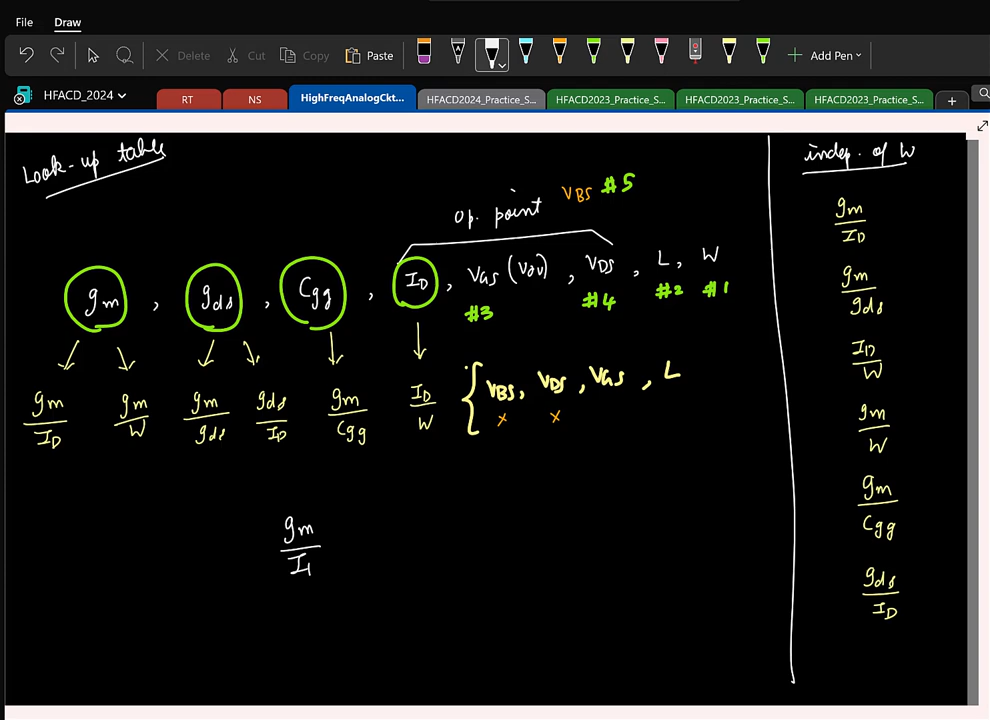 File Draw
Delete Cut Copy Paste Add Pen
HFACD_2024 RT NS HighFreqAnalogCkt... HFACD2024_Practice_S... HFACD2023_Practice_S... HFACD2023_Practice_S... HFACD2023_Practice_S... +
Look-up table
Op. point VBS #5
gm, gds, Cgg, ID, VGS (Vov), VDS, L, W
#3 #4 #2 #1
gm/ID gm/W gm/gds gds/ID gm/Cgg ID/W { VBS, VDS, VGS, L
x x
gm/I
indep. of W
gm/ID
gm/gds
ID/W
gm/W
gm/Cgg
gds/ID